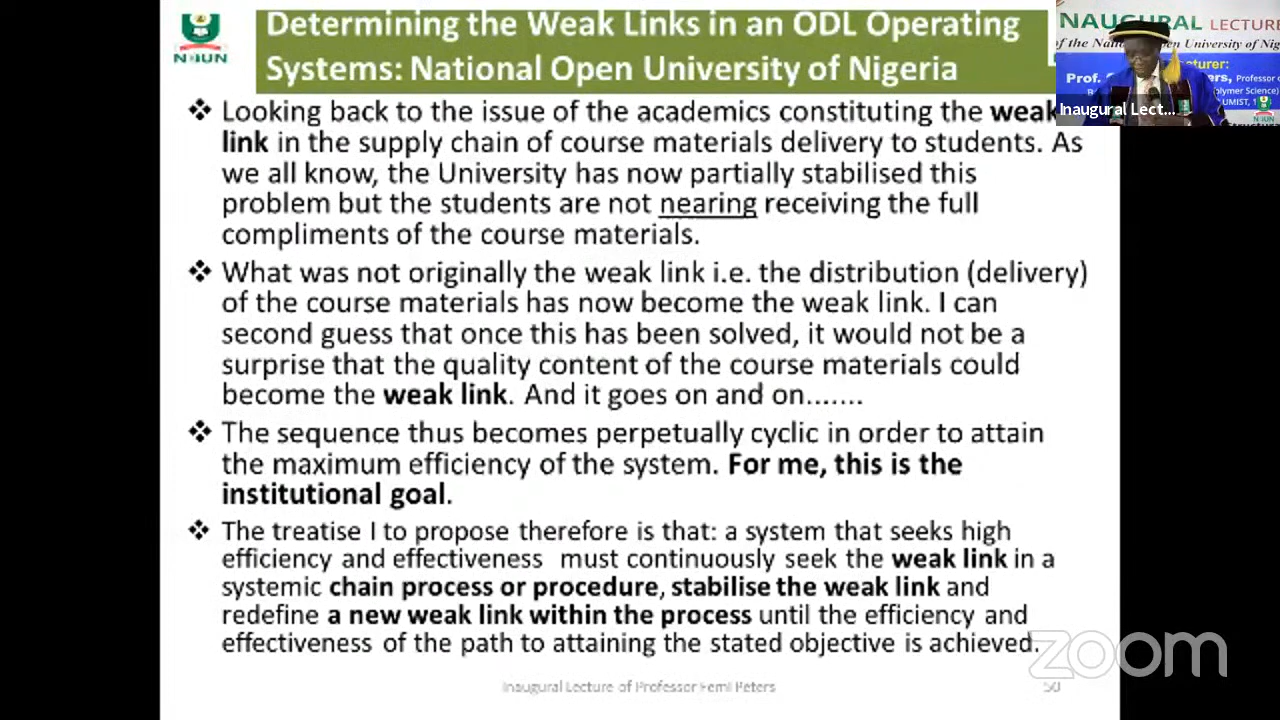 Determining the Weak Links in an ODL Operating
Systems: National Open University of Nigeria
NOUN
❖ Looking back to the issue of the academics constituting the weak
link in the supply chain of course materials delivery to students. As
we all know, the University has now partially stabilised this
problem but the students are not nearing receiving the full
compliments of the course materials.
❖ What was not originally the weak link i.e. the distribution (delivery)
of the course materials has now become the weak link. I can
second guess that once this has been solved, it would not be a
surprise that the quality content of the course materials could
become the weak link. And it goes on and on.......
❖ The sequence thus becomes perpetually cyclic in order to attain
the maximum efficiency of the system. For me, this is the
institutional goal.
❖ The treatise I to propose therefore is that: a system that seeks high
efficiency and effectiveness must continuously seek the weak link in a
systemic chain process or procedure, stabilise the weak link and
redefine a new weak link within the process until the efficiency and
effectiveness of the path to attaining the stated objective is achieved.
Inaugural Lecture of Professor Femi Peters
50
NAUGURAL LECTURE
of the Nati Open University of Nig
cturer:
Prof. ers, Professor o
olymer Science)
LUMIST, 1
Inaugural Lect...
zoom